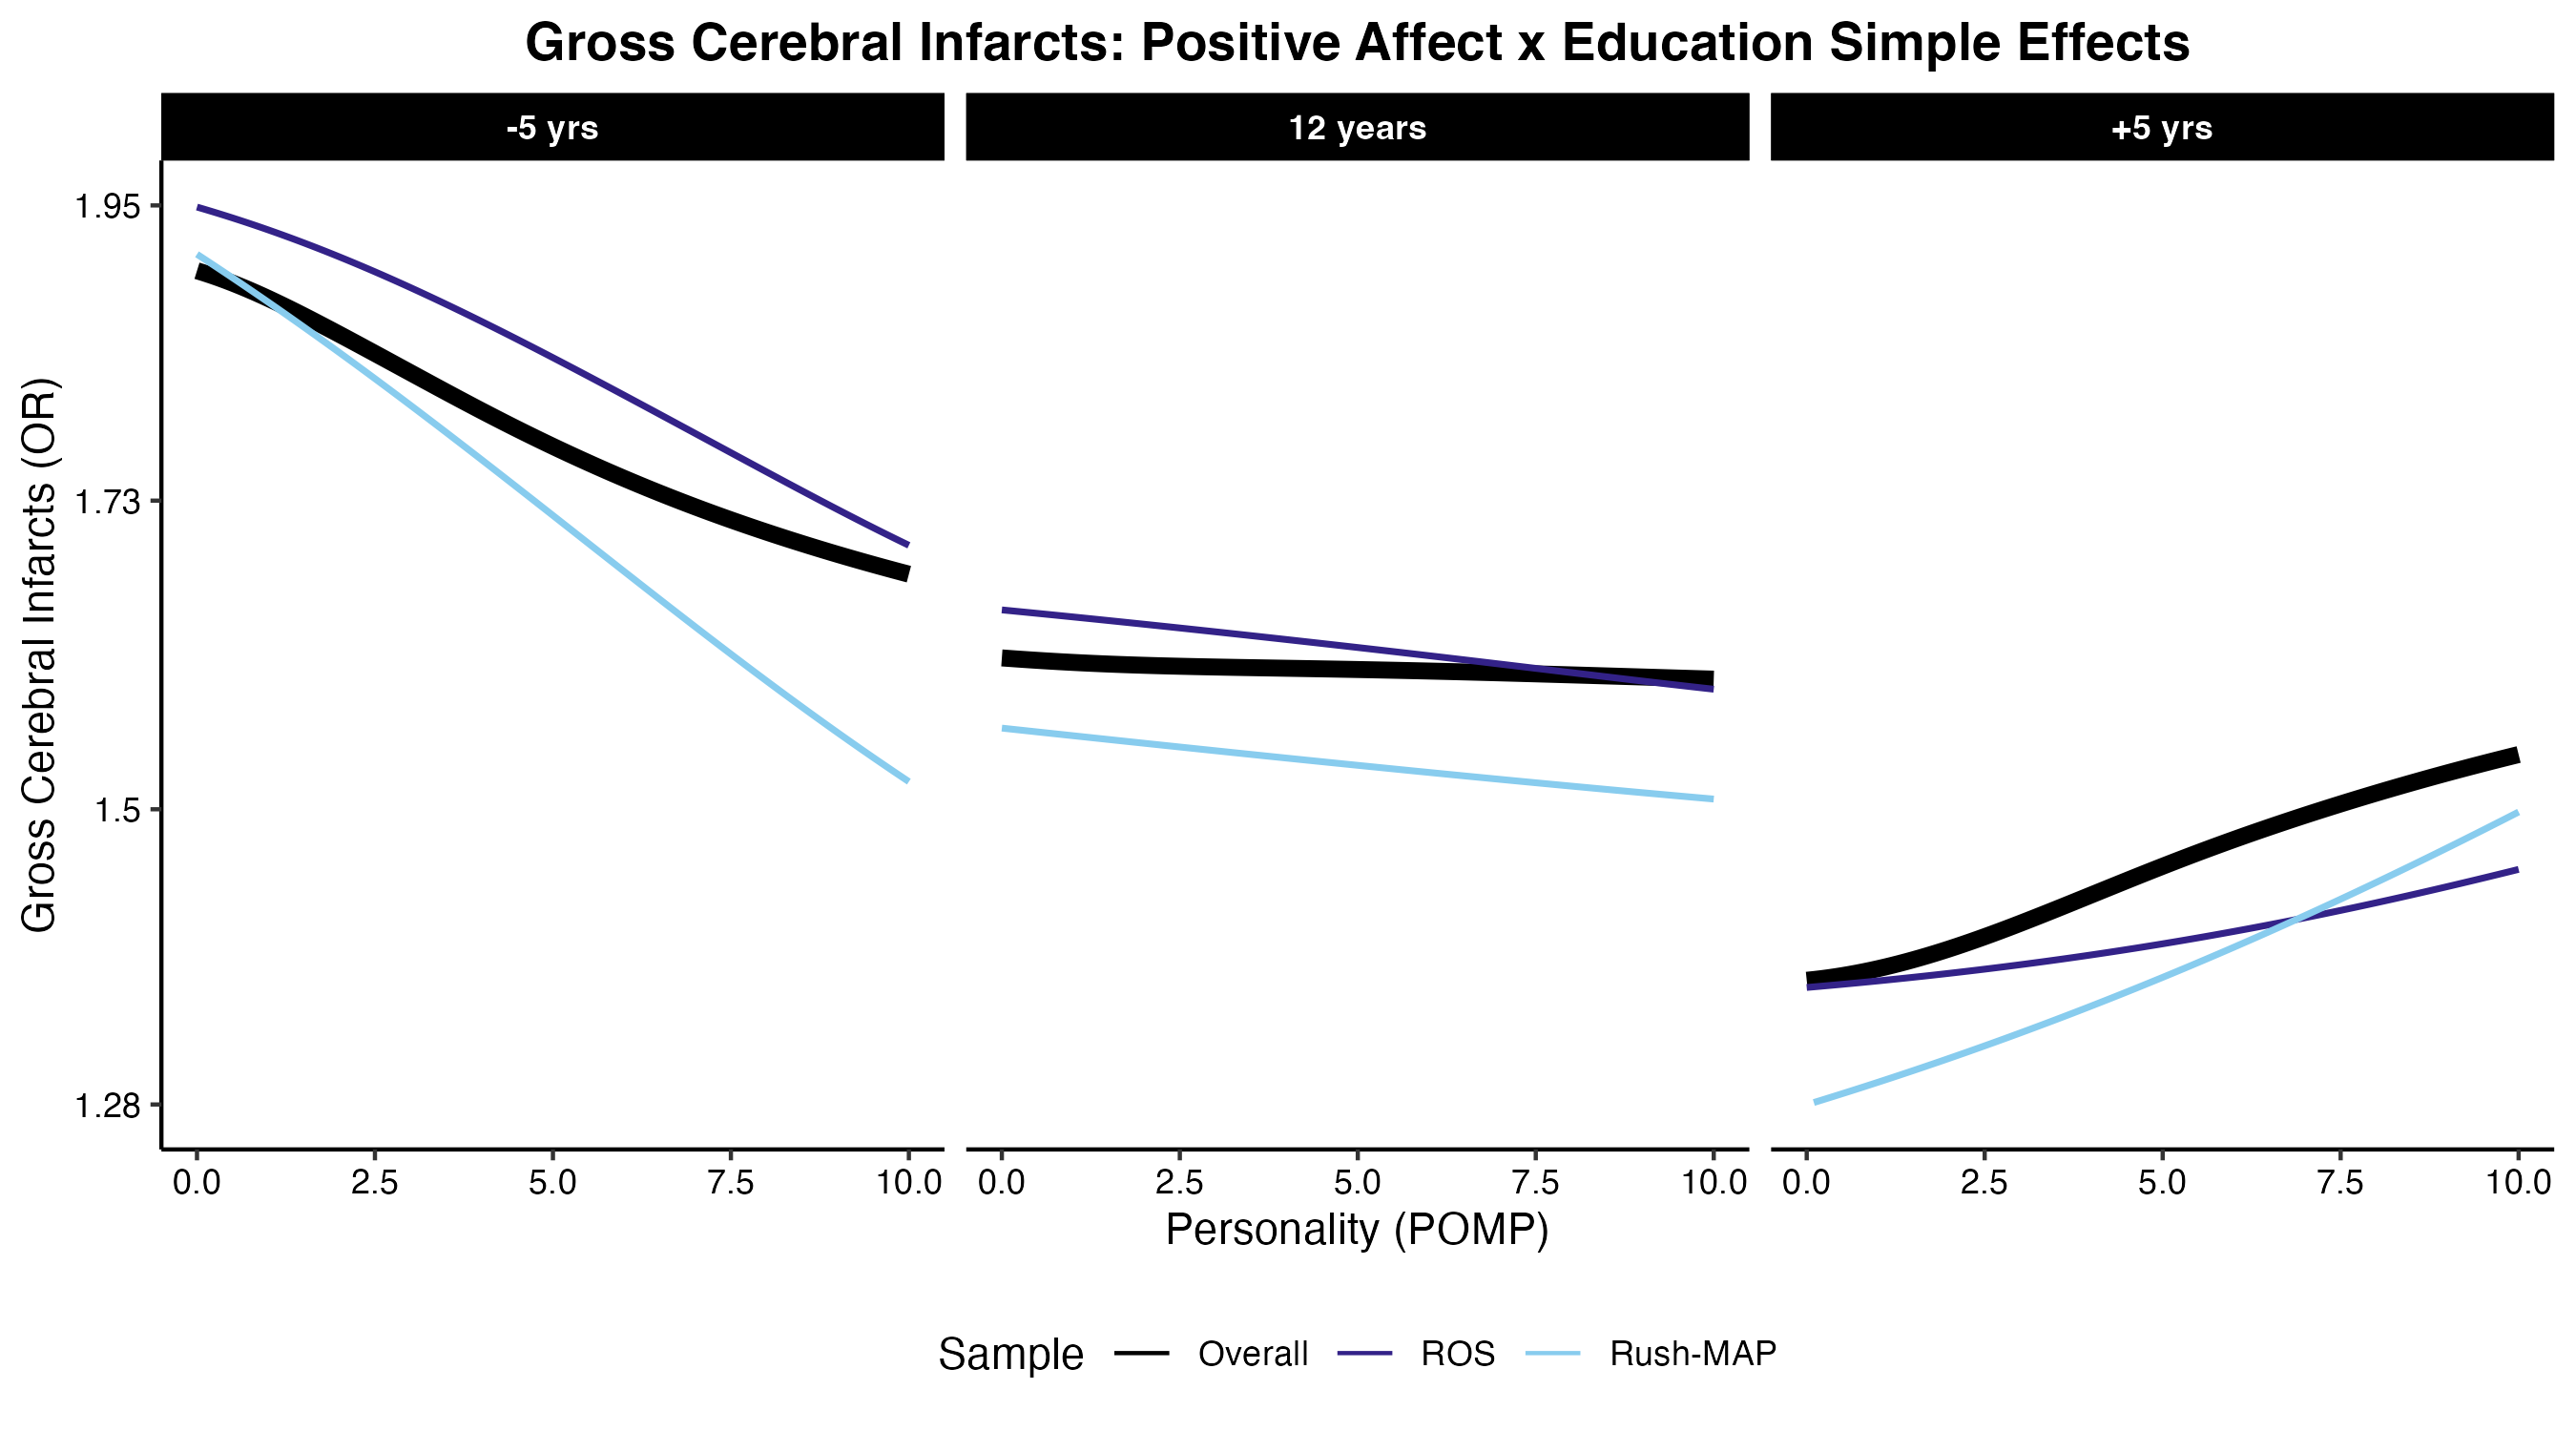 Gross Cerebral Infarcts: Positive Affect x Education Simple Effects
-5 yrs
12 years
+5 yrs
Gross Cerebral Infarcts (OR)
1.95
1.73
1.5
1.28
0.0 2.5 5.0 7.5 10.0
0.0 2.5 5.0 7.5 10.0
0.0 2.5 5.0 7.5 10.0
Personality (POMP)
Sample Overall ROS Rush-MAP